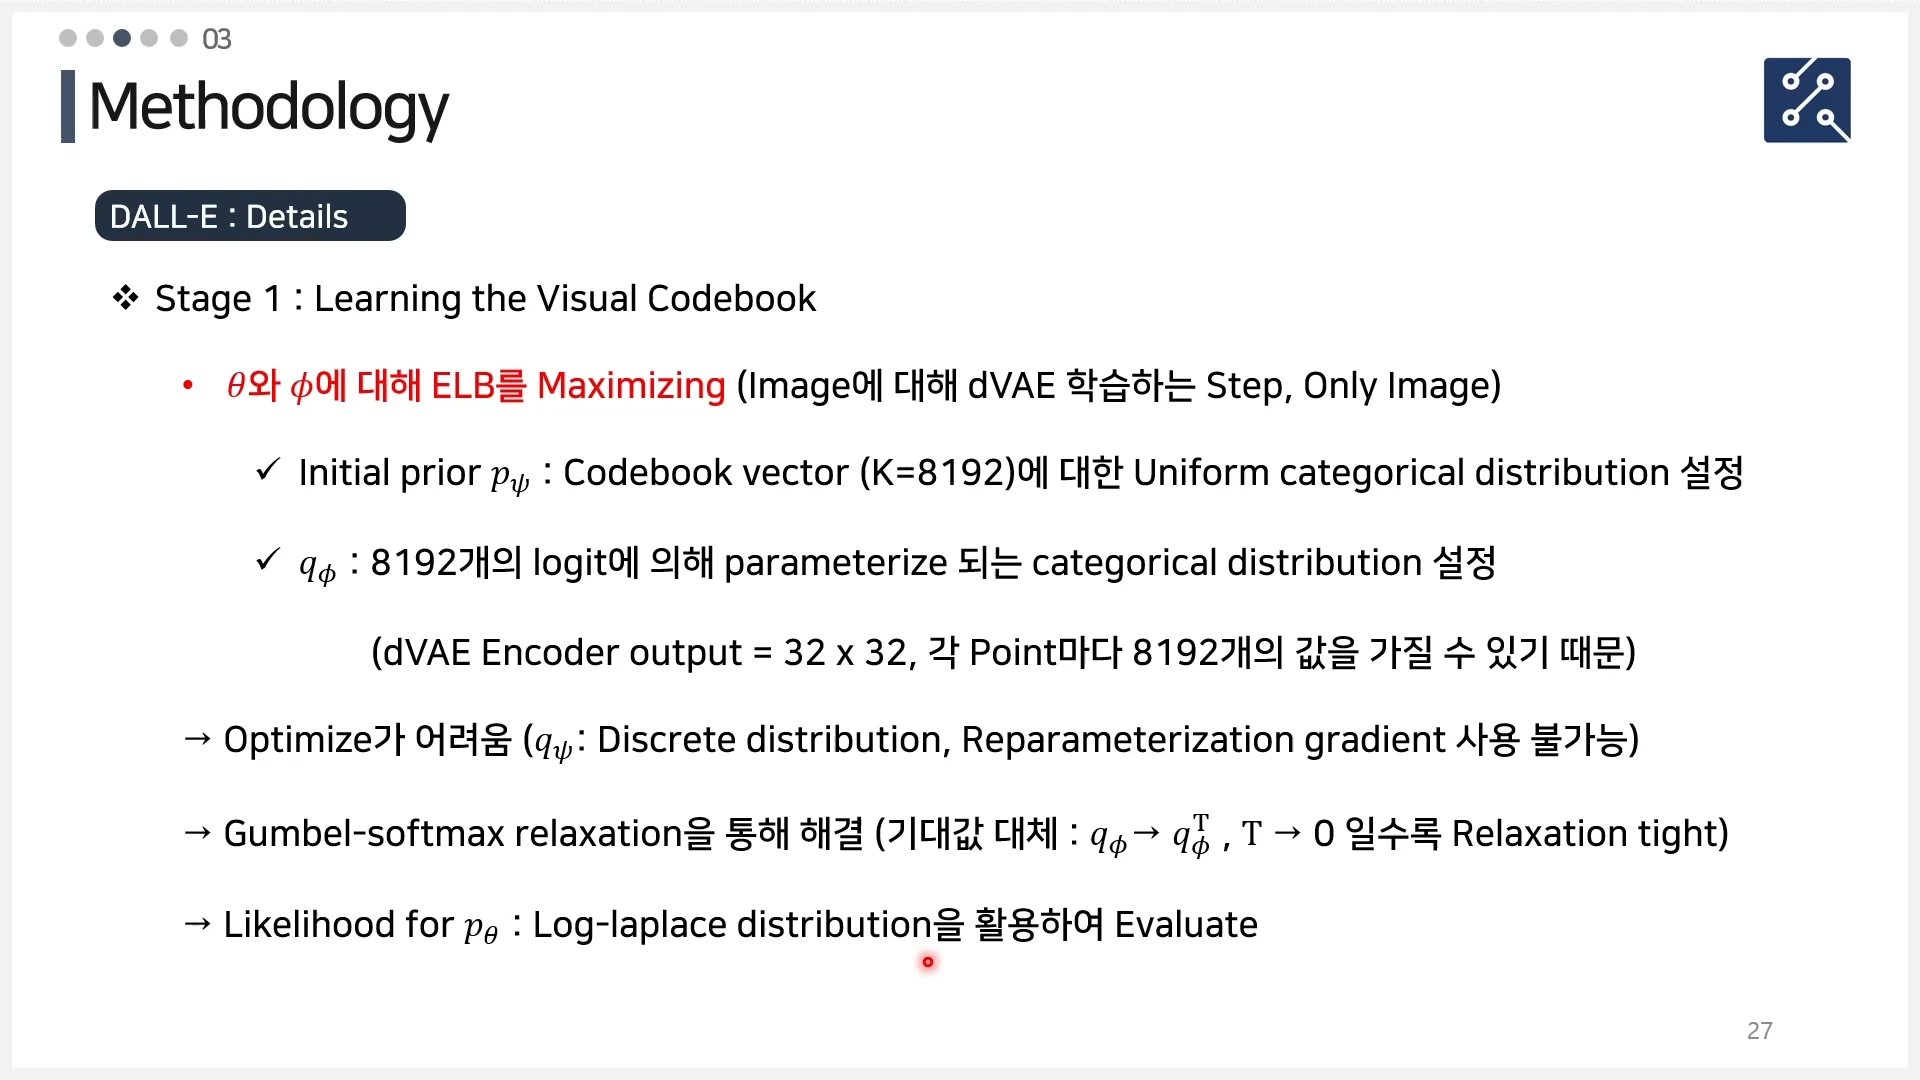 03
Methodology
DALL-E : Details
❖ Stage 1 : Learning the Visual Codebook
• θ와 ϕ에 대해 ELB를 Maximizing (Image에 대해 dVAE 학습하는 Step, Only Image)
✓ Initial prior p_ψ : Codebook vector (K=8192)에 대한 Uniform categorical distribution 설정
✓ q_ϕ : 8192개의 logit에 의해 parameterize 되는 categorical distribution 설정
(dVAE Encoder output = 32 x 32, 각 Point마다 8192개의 값을 가질 수 있기 때문)
→ Optimize가 어려움 (q_ψ: Discrete distribution, Reparameterization gradient 사용 불가능)
→ Gumbel-softmax relaxation을 통해 해결 (기대값 대체 : q_ϕ → q_ϕ^T , T → 0 일수록 Relaxation tight)
→ Likelihood for p_θ : Log-laplace distribution을 활용하여 Evaluate
27